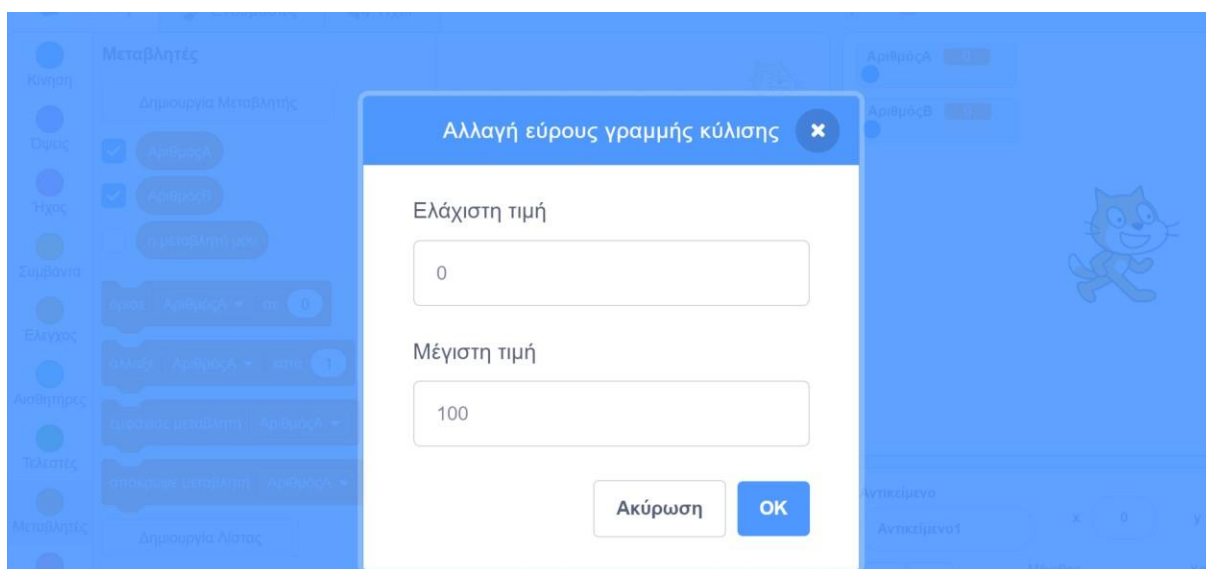 Μεταβλητές
Δημιουργία Μεταβλητής
ΑριθμόςΑ
ΑριθμόςΒ
η μεταβλητή μου
όρισε ΑριθμόςΑ σε 0
άλλαξε ΑριθμόςΑ κατά 1
εμφάνισε μεταβλητή ΑριθμόςΑ
απόκρυψε μεταβλητή ΑριθμόςΑ
Δημιουργία Λίστας
Κίνηση
Όψεις
Ήχος
Συμβάντα
Έλεγχος
Αισθητήρες
Τελεστές
Μεταβλητές
Αλλαγή εύρους γραμμής κύλισης
Ελάχιστη τιμή
0
Μέγιστη τιμή
100
Ακύρωση
OK
ΑριθμόςΑ 0
ΑριθμόςΒ 0
Αντικείμενο
Αντικείμενο1
x 0 y